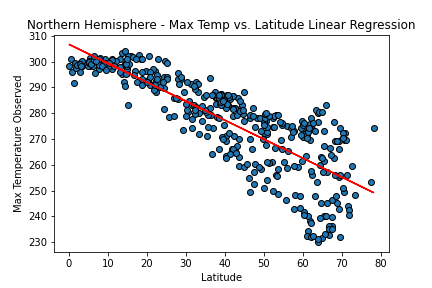 Northern Hemisphere - Max Temp vs. Latitude Linear Regression
310
300
290
280
270
260
250
240
230
Max Temperature Observed
0 10 20 30 40 50 60 70 80
Latitude